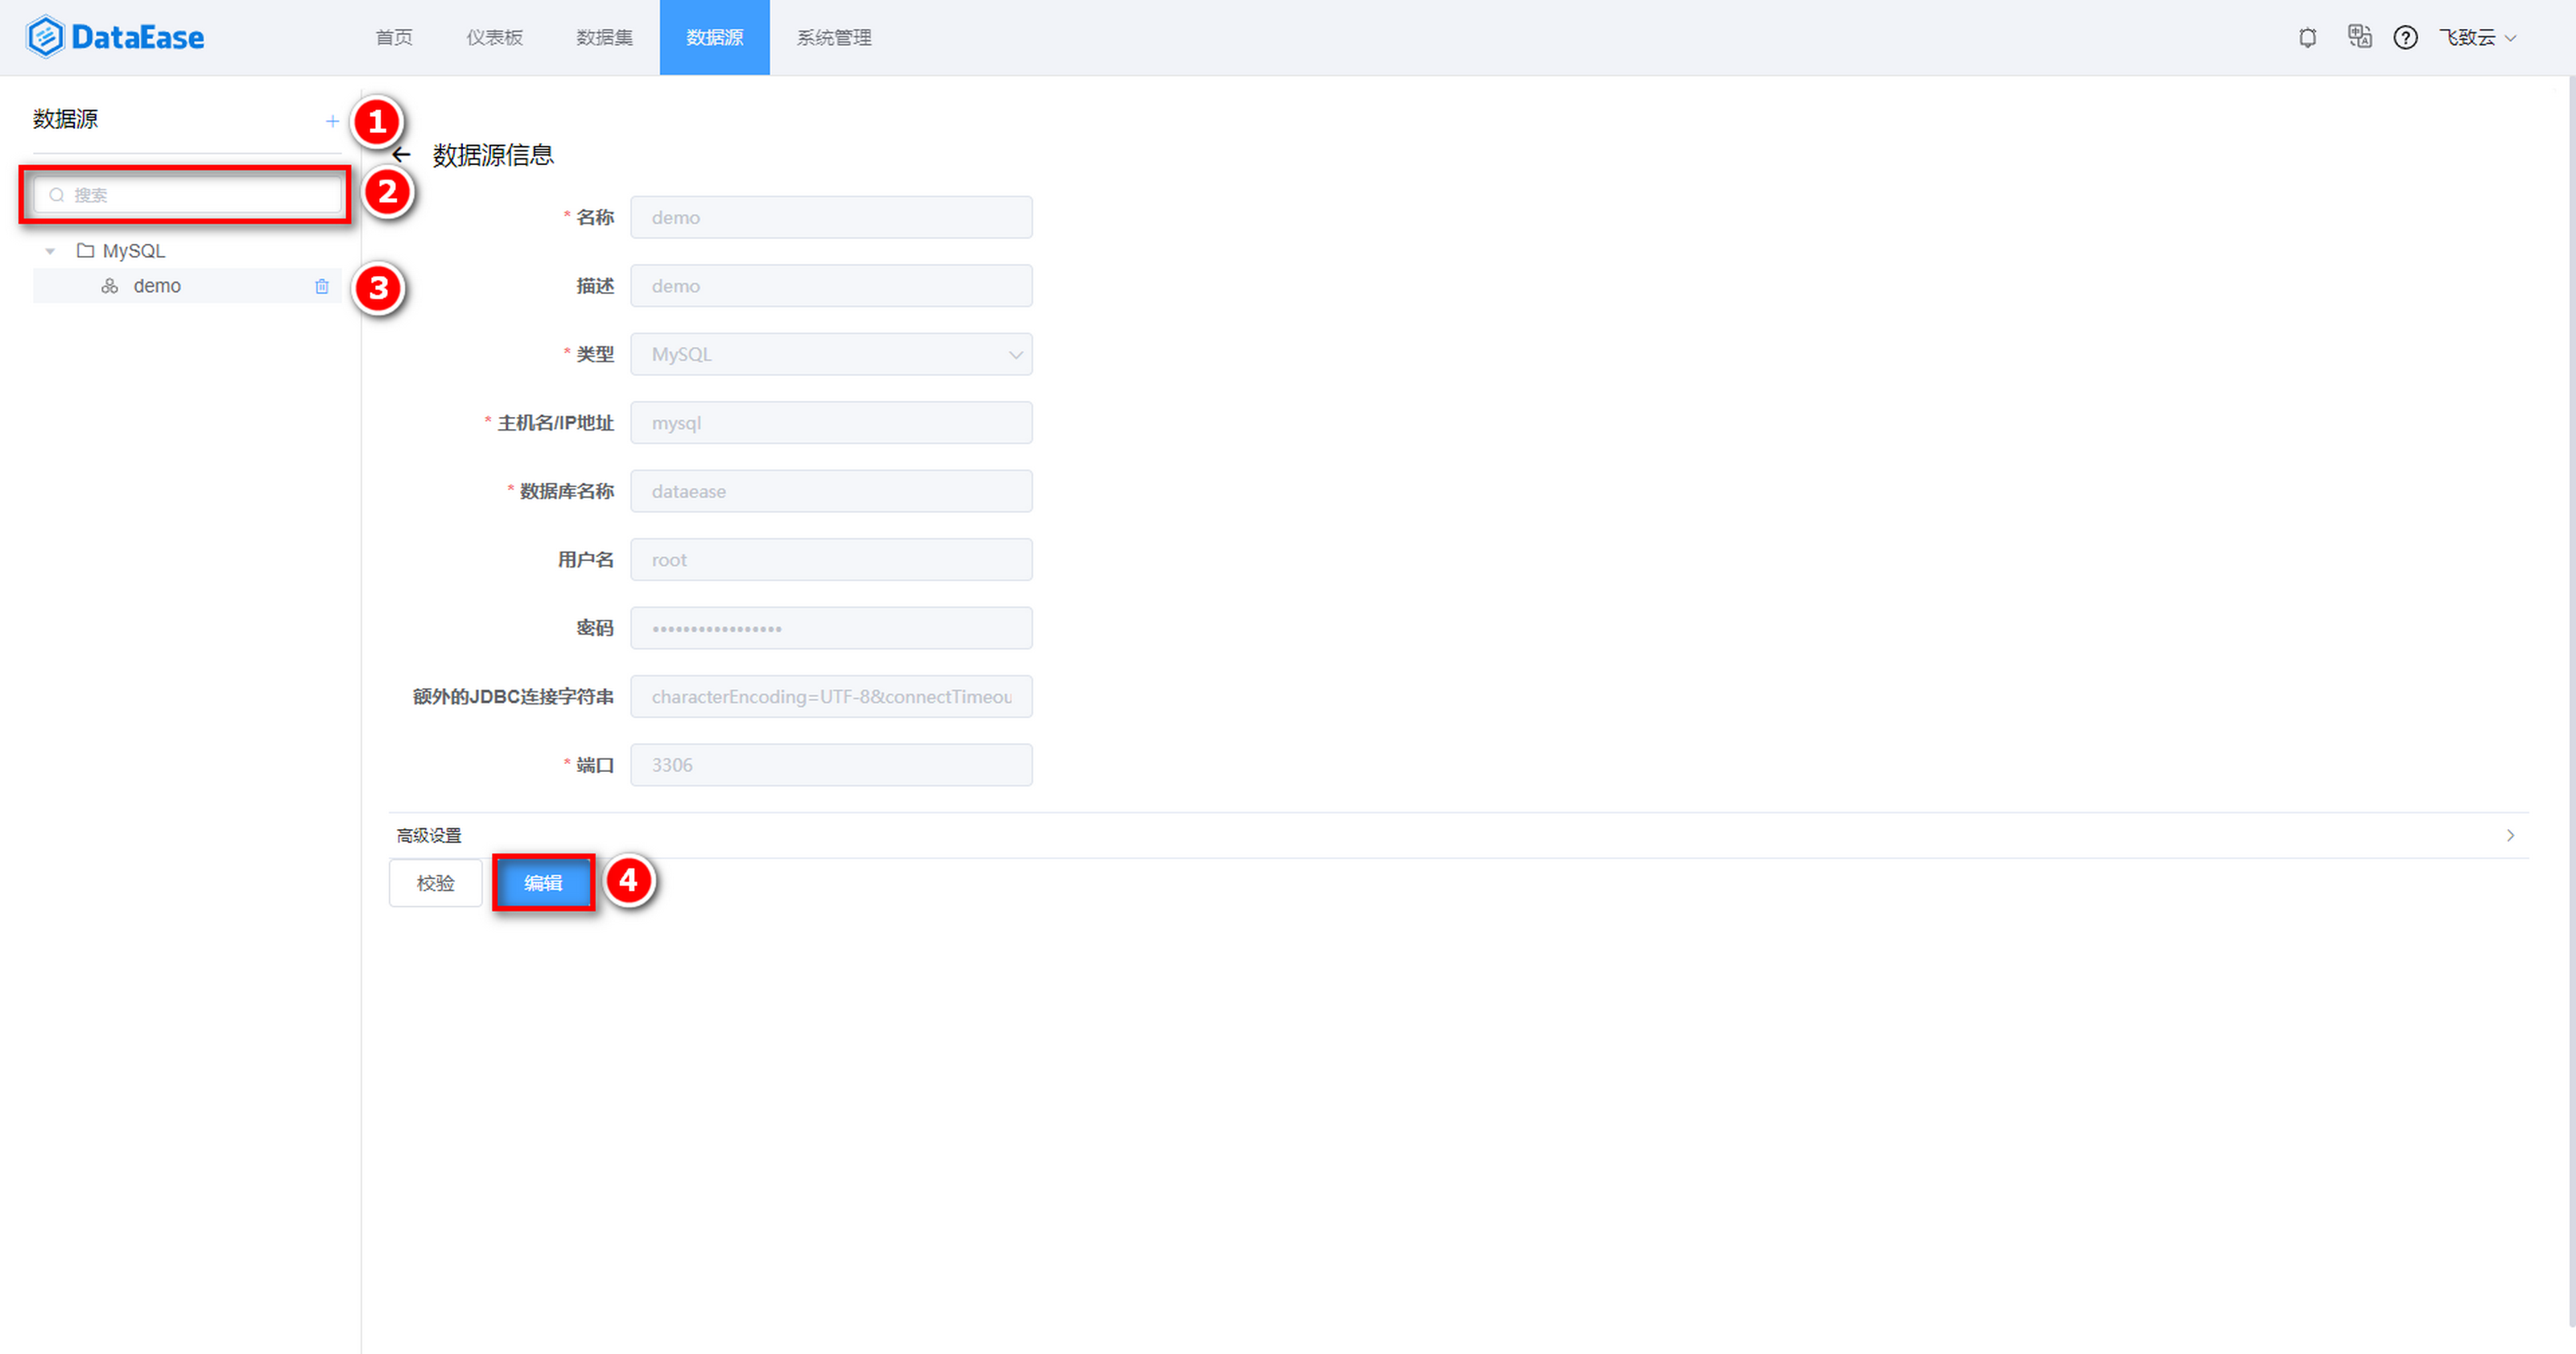 DataEase
首页 仪表板 数据集 数据源 系统管理 飞致云
数据源
1
数据源信息
搜索
2
MySQL
demo
3
* 名称 demo
描述 demo
* 类型 MySQL
* 主机名/IP地址 mysql
* 数据库名称 dataease
用户名 root
密码 •••••••••••••••••
额外的JDBC连接字符串 characterEncoding=UTF-8&connectTimeou
* 端口 3306
高级设置
校验 编辑 4